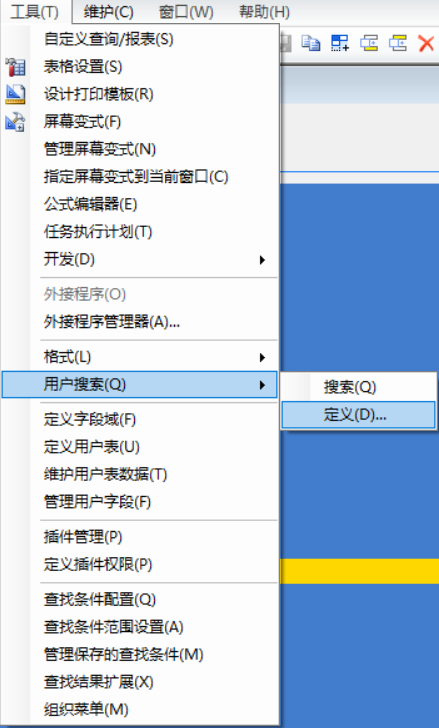 工具(T) 维护(C) 窗口(W) 帮助(H)
自定义查询/报表(S)
表格设置(S)
设计打印模板(R)
屏幕变式(F)
管理屏幕变式(N)
指定屏幕变式到当前窗口(C)
公式编辑器(E)
任务执行计划(T)
开发(D)
外接程序(O)
外接程序管理器(A)...
格式(L)
用户搜索(Q)
搜索(Q)
定义(D)...
定义字段域(F)
定义用户表(U)
维护用户表数据(T)
管理用户字段(F)
插件管理(P)
定义插件权限(P)
查找条件配置(Q)
查找条件范围设置(A)
管理保存的查找条件(M)
查找结果扩展(X)
组织菜单(M)